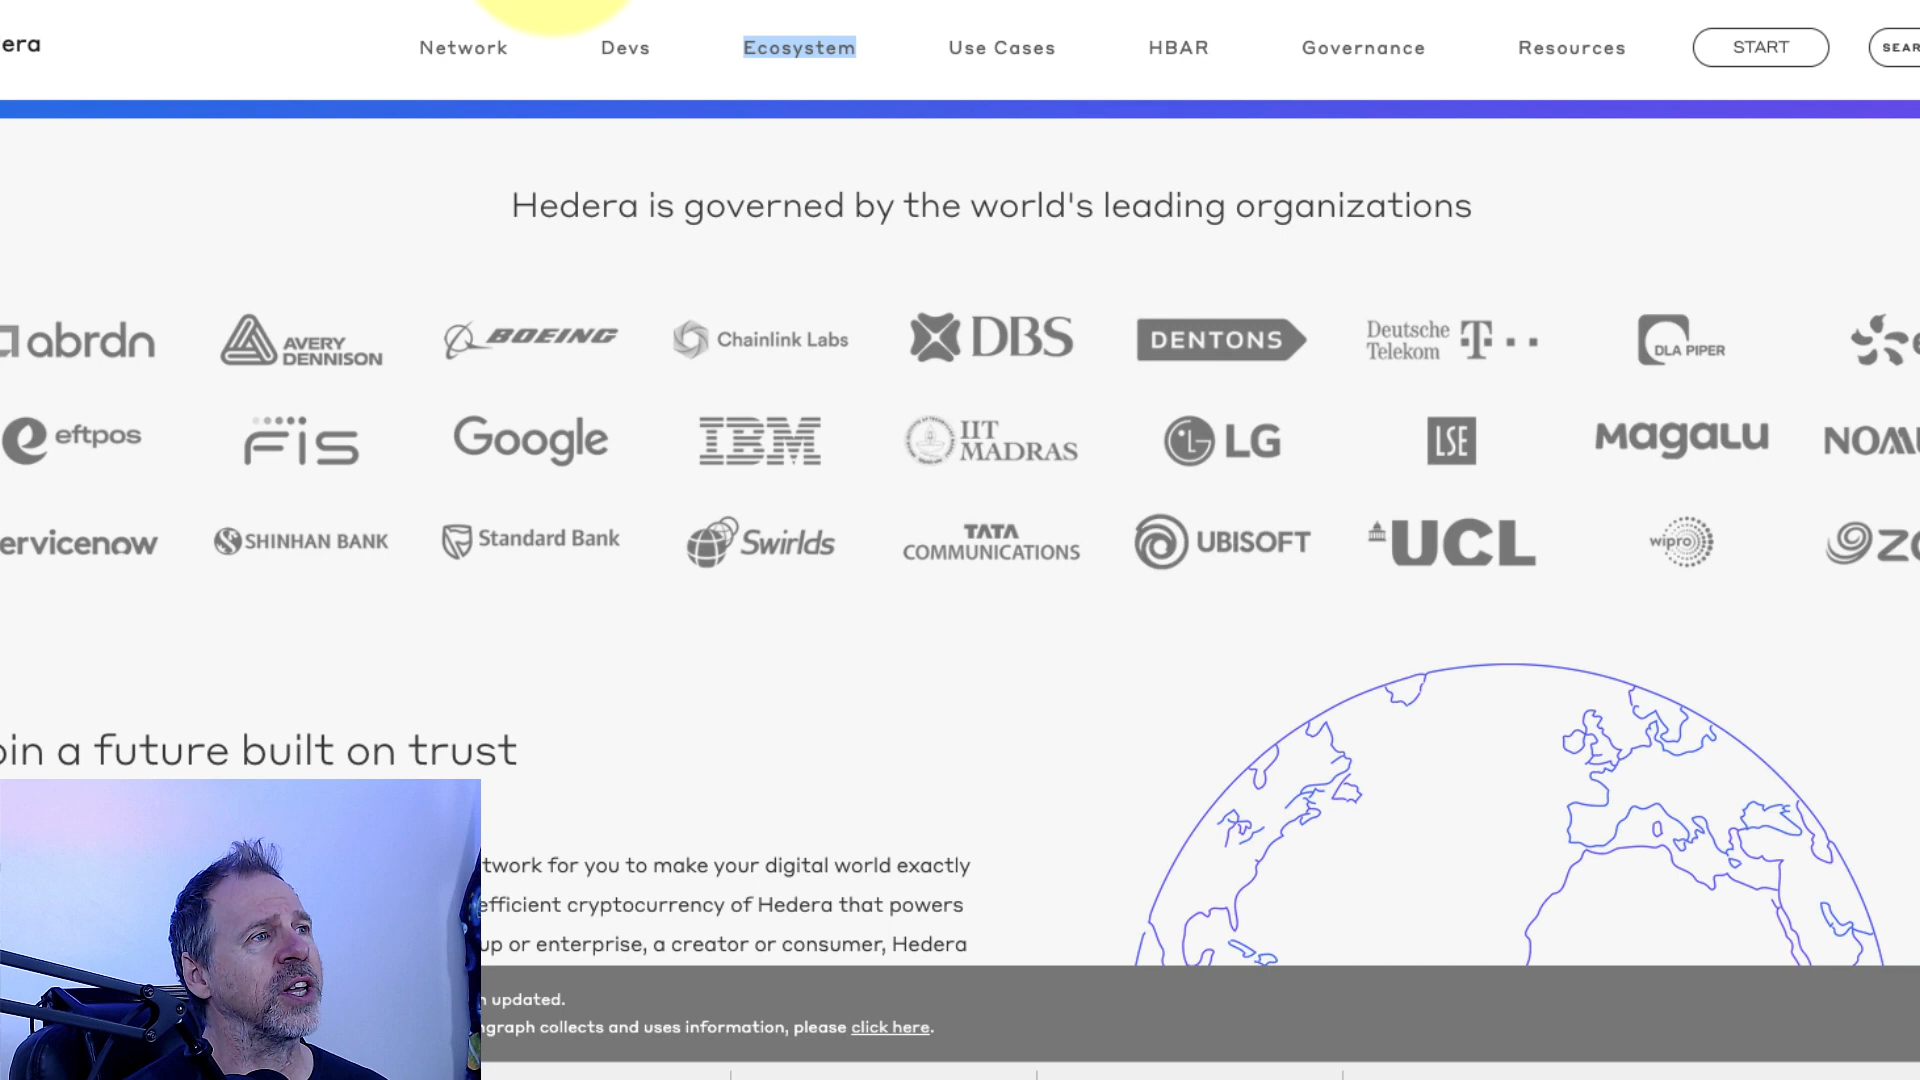 era
Network Devs Ecosystem Use Cases HBAR Governance Resources START SEAR
Hedera is governed by the world's leading organizations
abrdn AVERY DENNISON BOEING Chainlink Labs DBS DENTONS Deutsche Telekom T DLA PIPER e
eftpos FIS Google IBM IIT MADRAS LG LSE Magalu NOM
ervicenow SHINHAN BANK Standard Bank Swirlds TATA COMMUNICATIONS UBISOFT UCL wipro ZO
oin a future built on trust
twork for you to make your digital world exactly
efficient cryptocurrency of Hedera that powers
up or enterprise, a creator or consumer, Hedera
n updated.
ngraph collects and uses information, please click here.